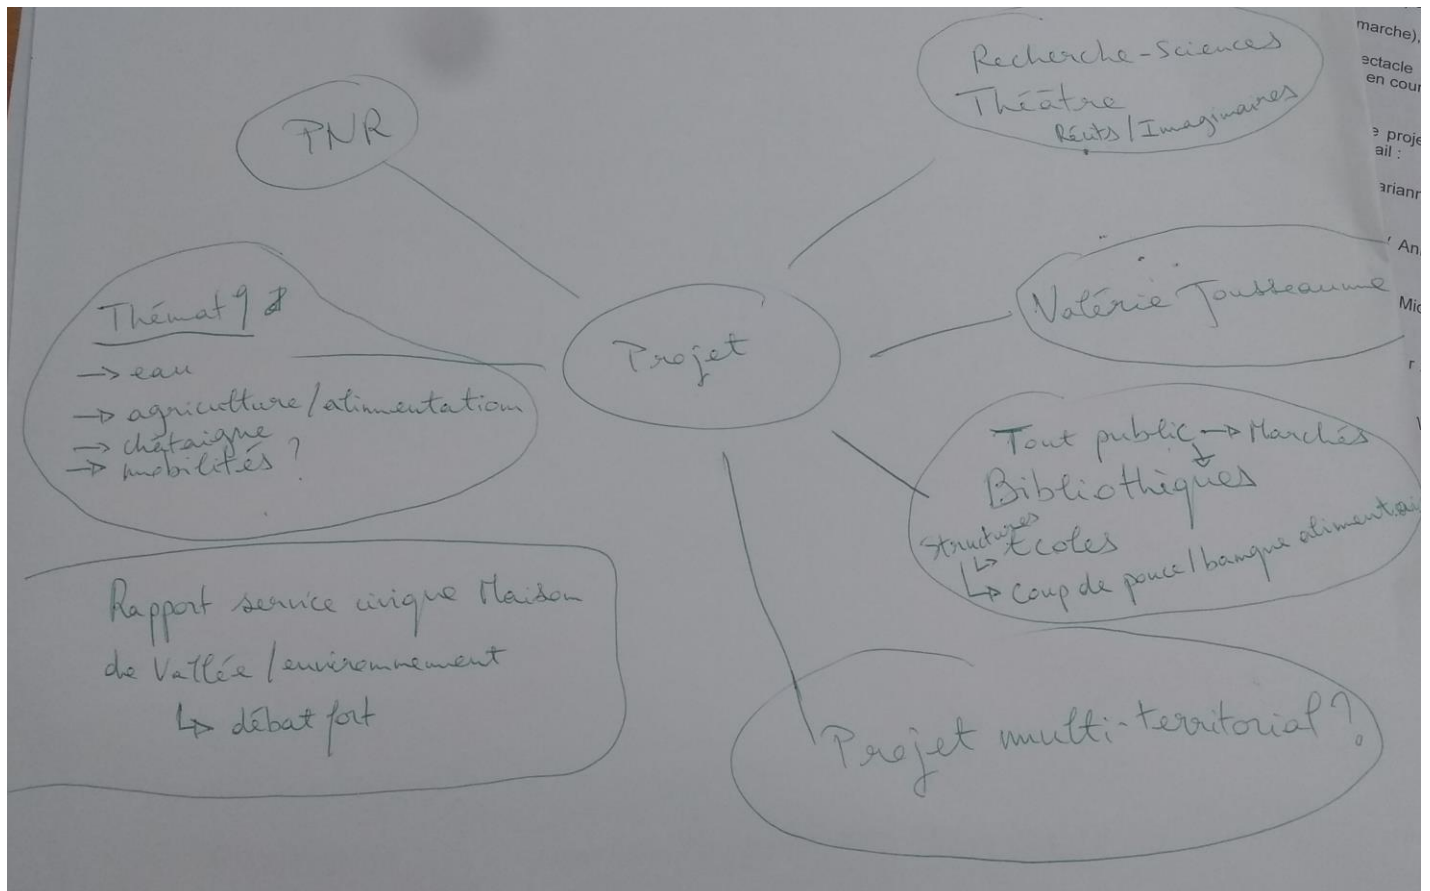 PNR
Recherche-Sciences
Théâtre
Récits/Imaginaires
Thémat
→ eau
→ agriculture/alimentation
→ châtaigne
→ mobilités ?
Projet
Valérie Jousseaume
Tout public → Marchés
Bibliothèques
Structures
↳ Écoles
↳ coup de pouce/banque alimentai
Rapport service civique Maison
de Vallée/environnement
↳ débat fort
Projet multi-territorial ?
marche),
ectacle
en cour
e proje
ail :
ariann
An
Mic
r